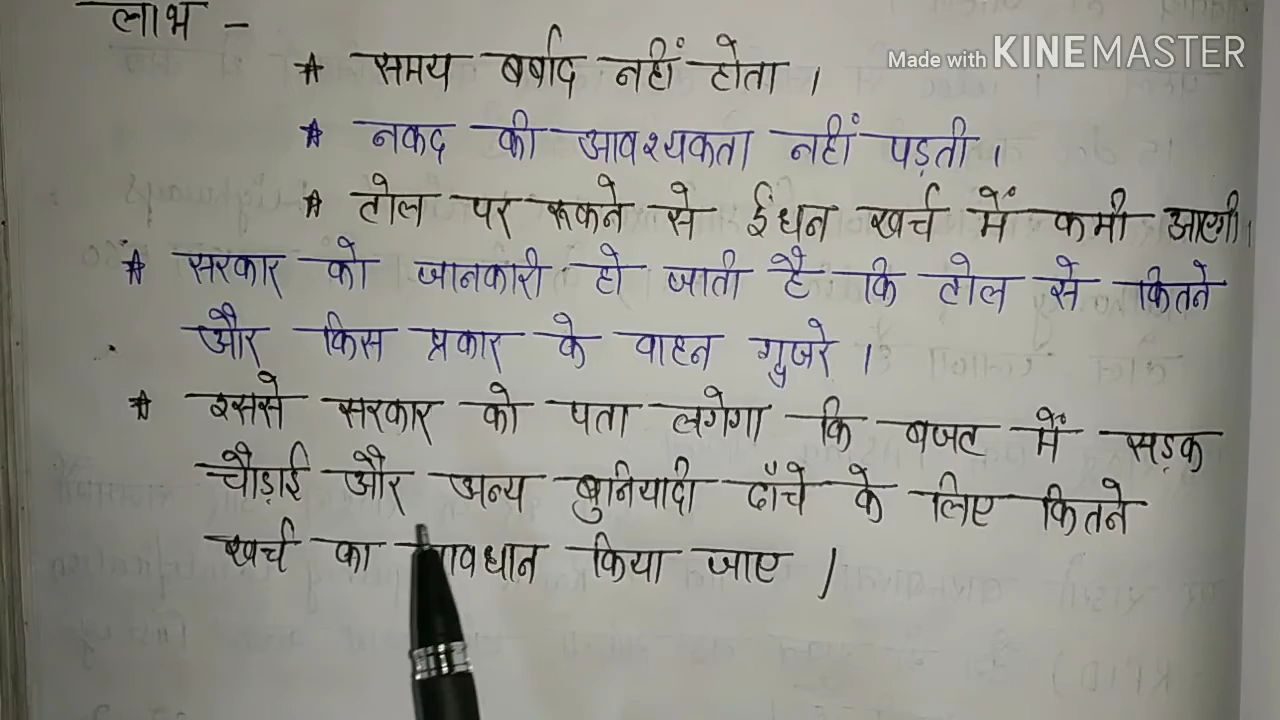 लाभ -
Made with KINEMASTER
* समय बर्बाद नहीं होता ।
* नकद की आवश्यकता नहीं पड़ती ।
* टोल पर रूकने से ईंधन खर्च में कमी आएगी ।
* सरकार को जानकारी हो जाती है कि टोल से कितने
और किस प्रकार के वाहन गुजरे ।
* इससे सरकार को पता लगेगा कि बजट में सड़क
चौड़ाई और अन्य बुनियादी ढाँचे के लिए कितने
खर्च का किया जाए ।